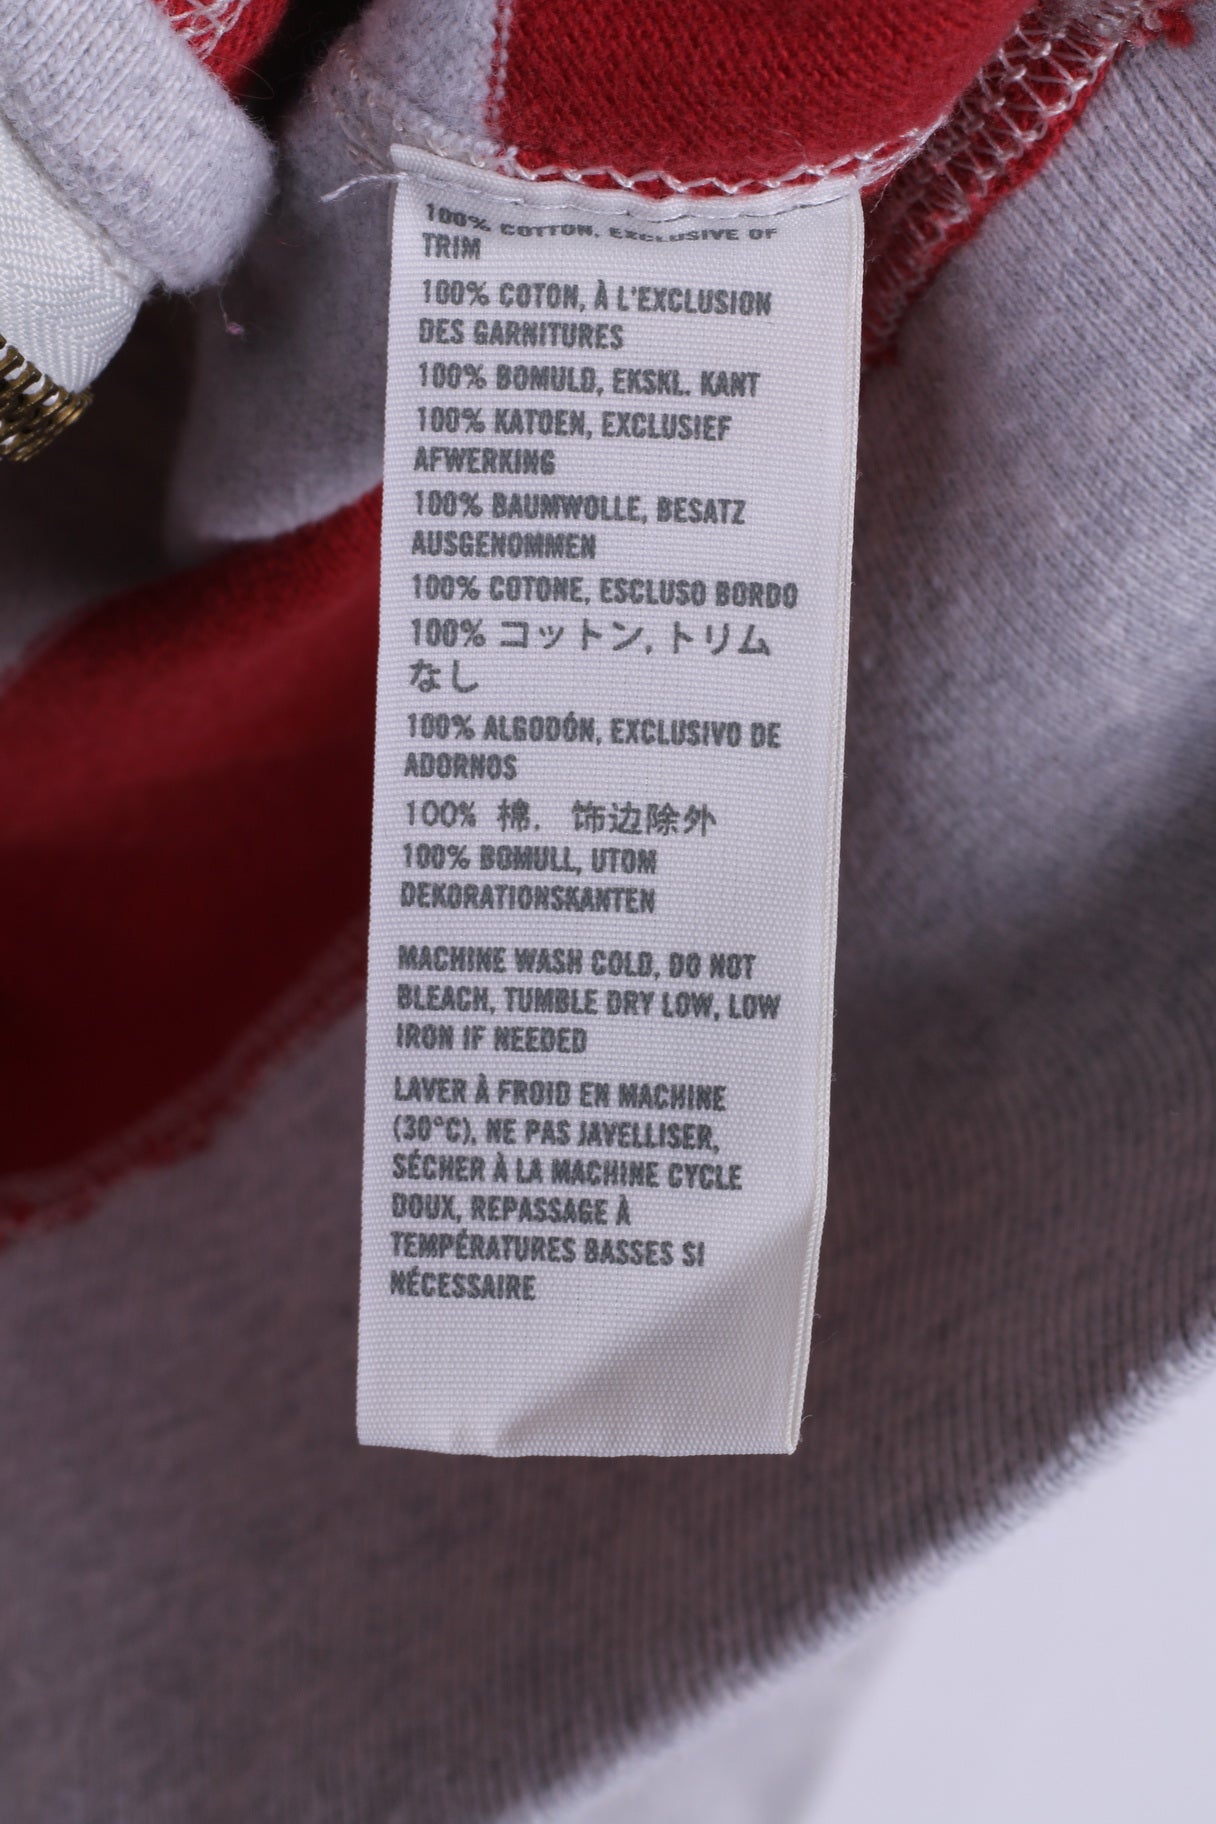 100% COTTON, EXCLUSIVE OF
TRIM
100% COTON, À L'EXCLUSION
DES GARNITURES
100% BOMULD, EKSKL. KANT
100% KATOEN, EXCLUSIEF
AFWERKING
100% BAUMWOLLE, BESATZ
AUSGENOMMEN
100% COTONE, ESCLUSO BORDO
100% コットン, トリム
なし
100% ALGODÓN, EXCLUSIVO DE
ADORNOS
100% 棉, 饰边除外
100% BOMULL, UTOM
DEKORATIONSKANTEN
MACHINE WASH COLD, DO NOT
BLEACH, TUMBLE DRY LOW, LOW
IRON IF NEEDED
LAVER À FROID EN MACHINE
(30°C), NE PAS JAVELLISER,
SÉCHER À LA MACHINE CYCLE
DOUX, REPASSAGE À
TEMPÉRATURES BASSES SI
NÉCESSAIRE